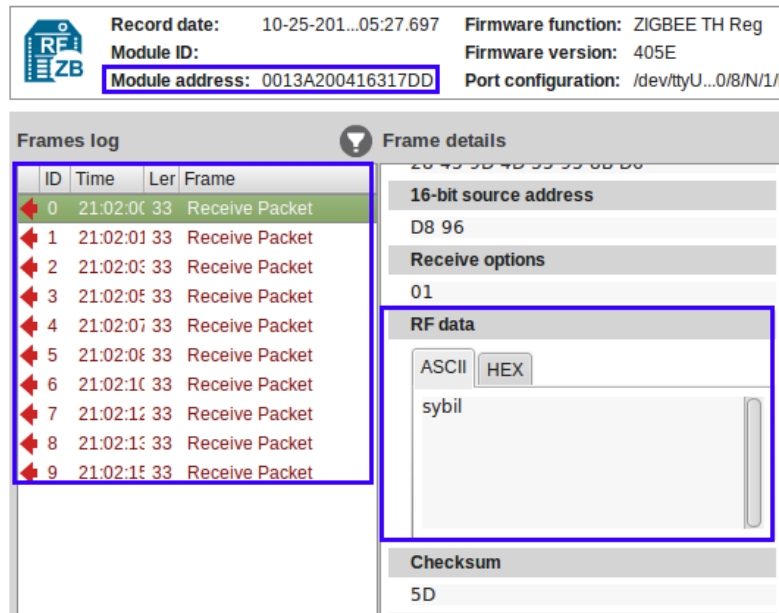 RF
ZB
Record date: 10-25-201...05:27.697 Firmware function: ZIGBEE TH Reg
Module ID: Firmware version: 405E
Module address: 0013A200416317DD Port configuration: /dev/ttyU...0/8/N/1/
Frames log
ID Time Ler Frame
0 21:02:00 33 Receive Packet
1 21:02:01 33 Receive Packet
2 21:02:03 33 Receive Packet
3 21:02:05 33 Receive Packet
4 21:02:07 33 Receive Packet
5 21:02:08 33 Receive Packet
6 21:02:10 33 Receive Packet
7 21:02:12 33 Receive Packet
8 21:02:13 33 Receive Packet
9 21:02:15 33 Receive Packet
Frame details
16-bit source address
D8 96
Receive options
01
RF data
ASCII HEX
sybil
Checksum
5D